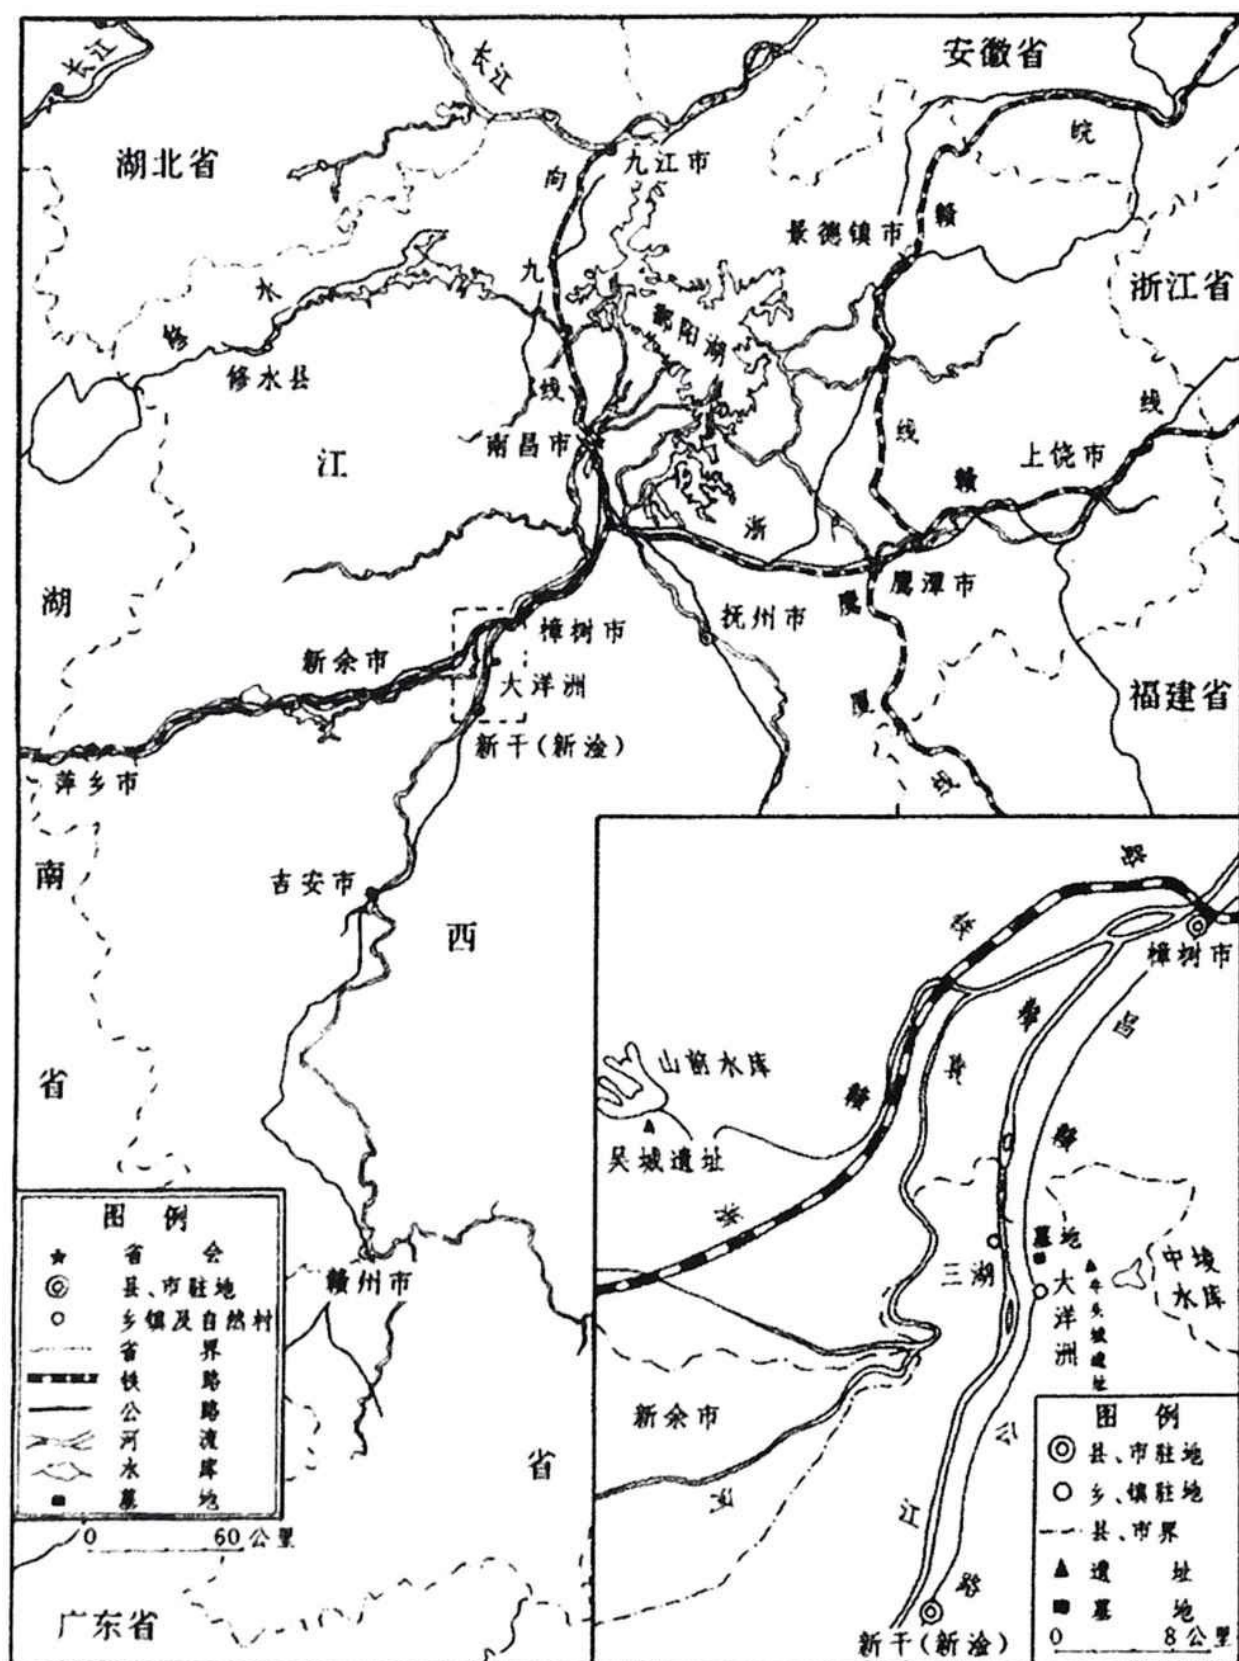 长江
长江
安徽省
湖北省
九江市
向
皖
赣
景德镇市
九
浙江省
水
修
鄱阳湖
修水县
线
线
线
南昌市
上饶市
赣
江
浙
湖
鹰潭市
鹰
樟树市
抚州市
新余市
大洋洲
厦
福建省
新干(新淦)
线
萍乡市
南
吉安市
西
省
赣州市
省
广东省
图 例
省 会
县、市驻地
乡镇及自然村
省 界
铁 路
公 路
河 流
水 库
墓 地
0 60公里
路
樟树市
昌
山前水库
赣
吴城遗址
墓地
三湖
大洋洲
牛头城遗址
中堎水库
新余市
公
江
路
新干(新淦)
图 例
县、市驻地
乡、镇驻地
县、市界
遗 址
墓 地
0 8公里